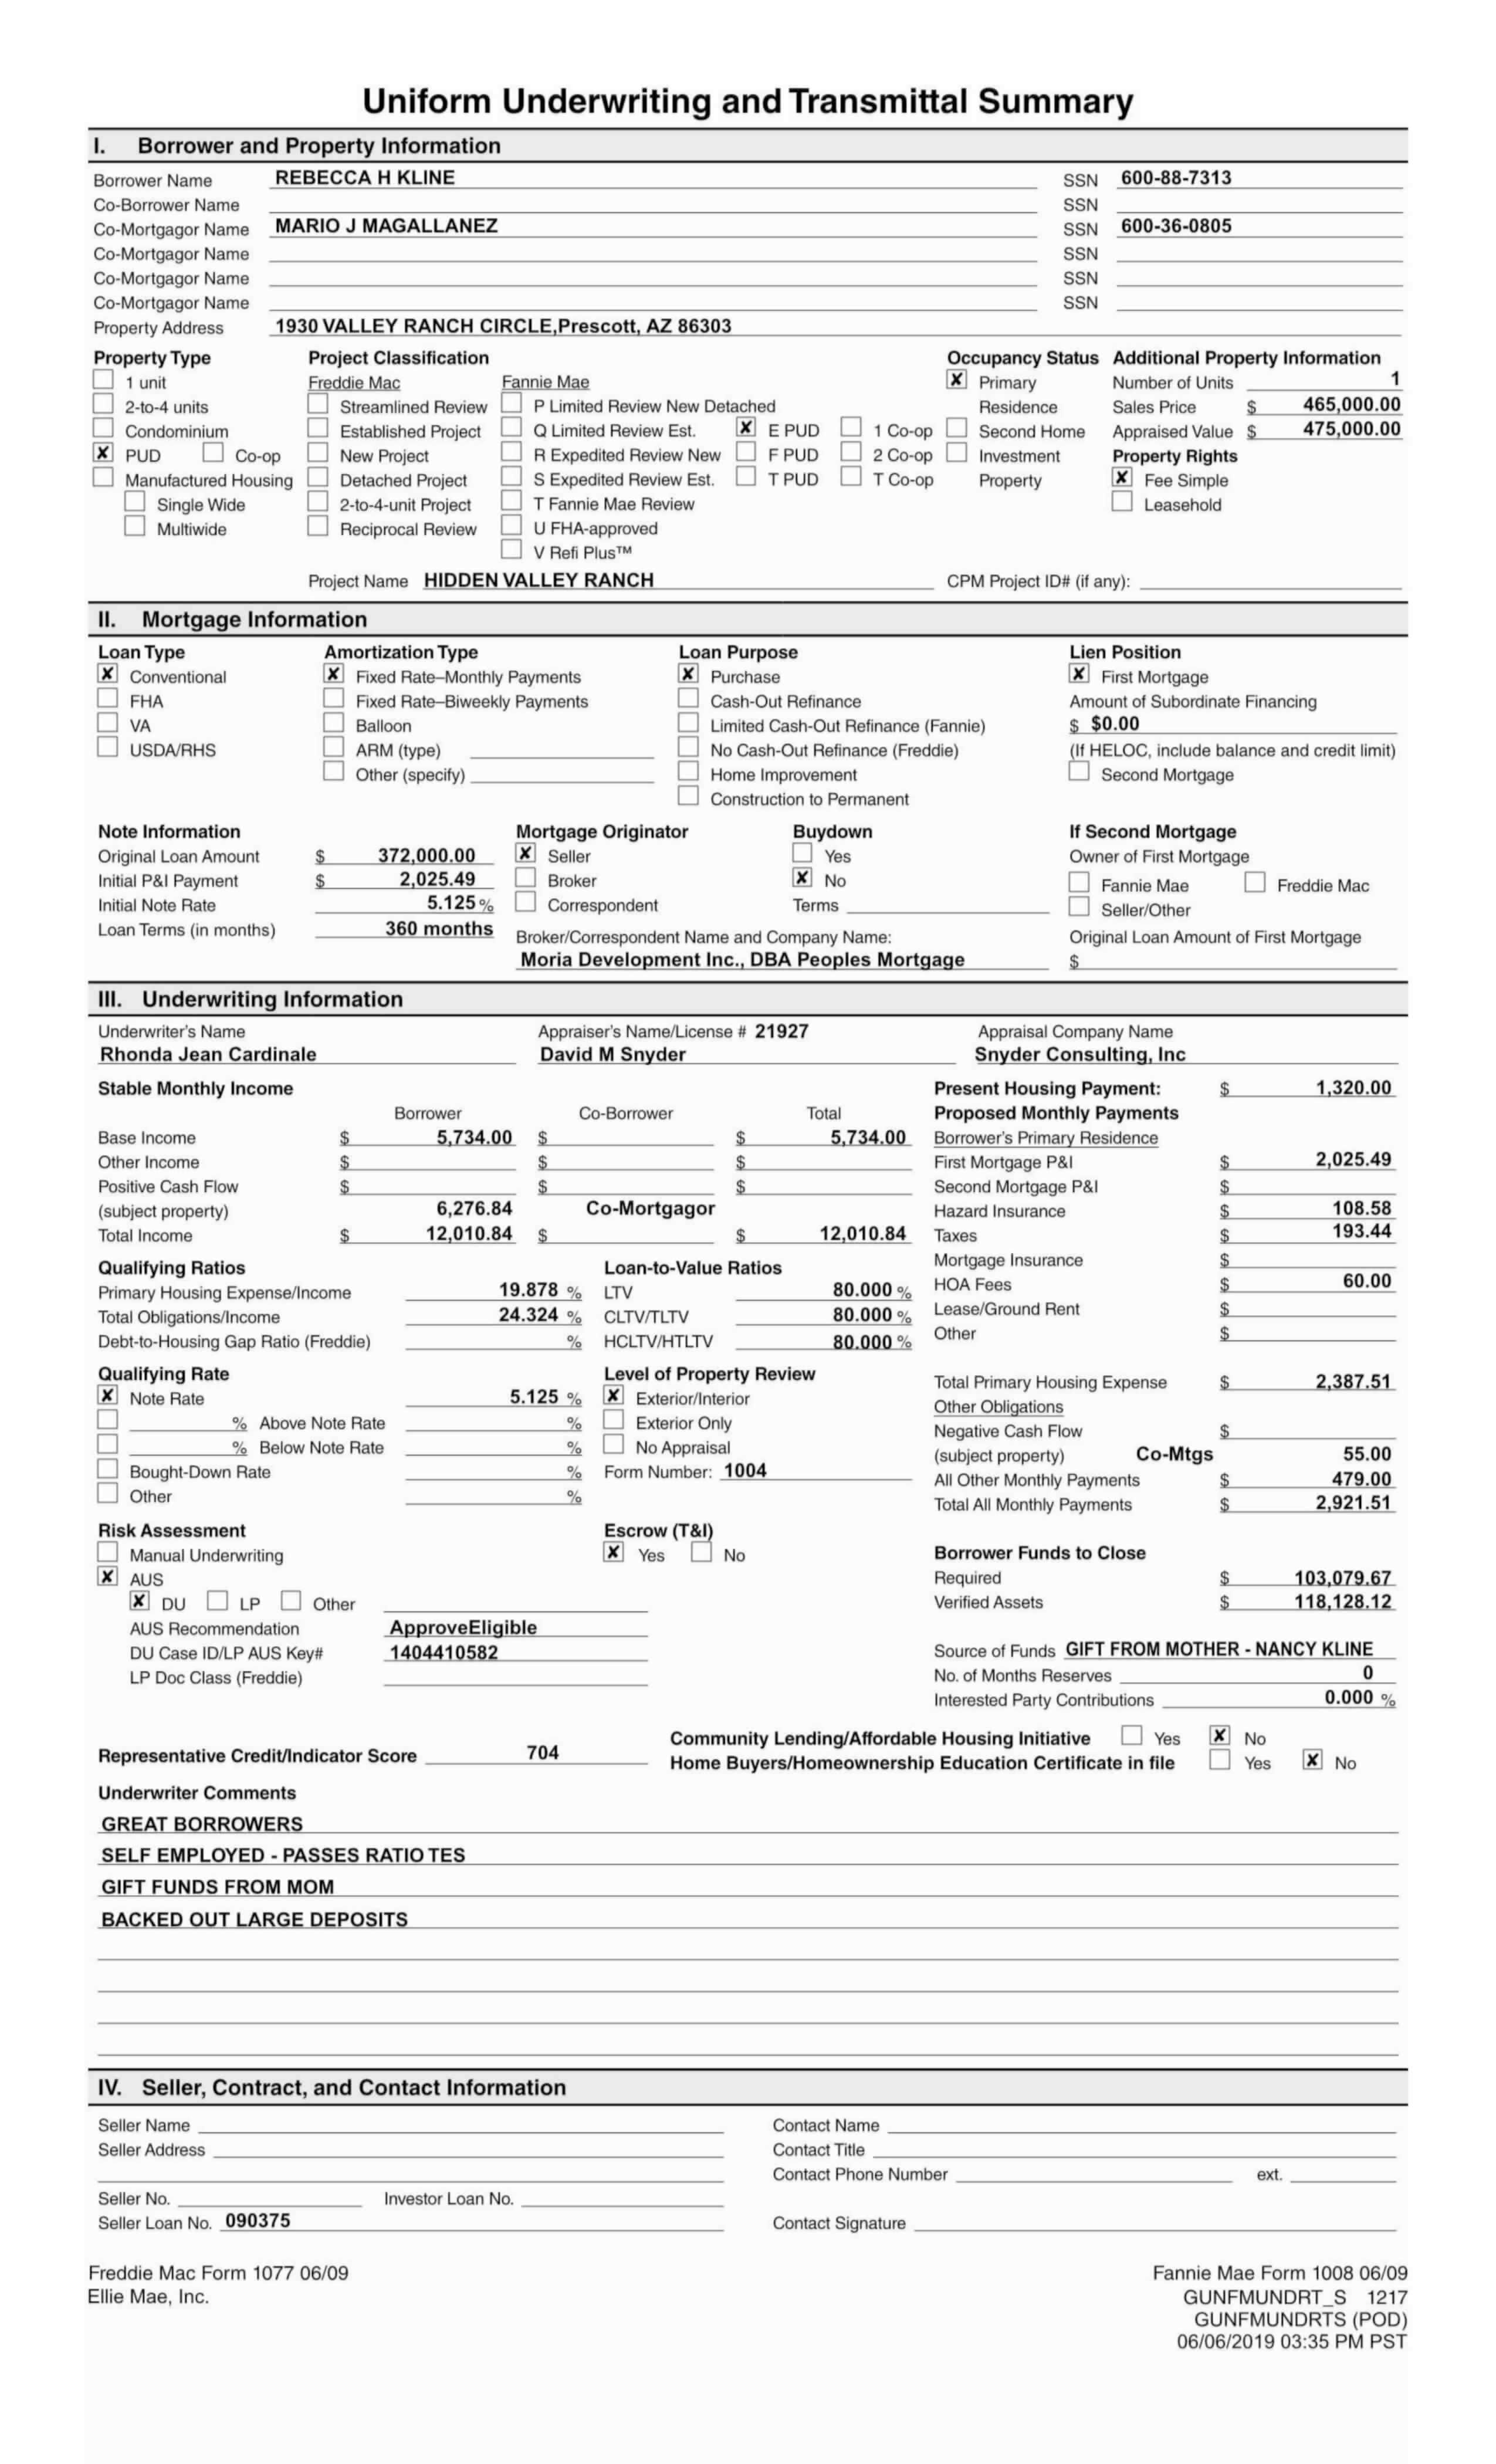 Uniform Underwriting and Transmittal Summary
I. Borrower and Property Information
Borrower Name REBECCA H KLINE SSN 600-88-7313
Co-Borrower Name SSN
Co-Mortgagor Name MARIO J MAGALLANEZ SSN 600-36-0805
Co-Mortgagor Name SSN
Co-Mortgagor Name SSN
Co-Mortgagor Name SSN
Property Address 1930 VALLEY RANCH CIRCLE,Prescott, AZ 86303
Property Type Project Classification Occupancy Status Additional Property Information
1 unit Freddie Mac Fannie Mae X Primary Number of Units 1
2-to-4 units Streamlined Review P Limited Review New Detached Residence Sales Price $ 465,000.00
Condominium Established Project Q Limited Review Est. X E PUD 1 Co-op Second Home Appraised Value $ 475,000.00
X PUD Co-op New Project R Expedited Review New F PUD 2 Co-op Investment Property Rights
Manufactured Housing Detached Project S Expedited Review Est. T PUD T Co-op Property X Fee Simple
Single Wide 2-to-4-unit Project T Fannie Mae Review Leasehold
Multiwide Reciprocal Review U FHA-approved
V Refi Plus™
Project Name HIDDEN VALLEY RANCH CPM Project ID# (if any):
II. Mortgage Information
Loan Type Amortization Type Loan Purpose Lien Position
X Conventional X Fixed Rate–Monthly Payments X Purchase X First Mortgage
FHA Fixed Rate–Biweekly Payments Cash-Out Refinance Amount of Subordinate Financing
VA Balloon Limited Cash-Out Refinance (Fannie) $ $0.00
USDA/RHS ARM (type) No Cash-Out Refinance (Freddie) (If HELOC, include balance and credit limit)
Other (specify) Home Improvement Second Mortgage
Construction to Permanent
Note Information Mortgage Originator Buydown If Second Mortgage
Original Loan Amount $ 372,000.00 X Seller Yes Owner of First Mortgage
Initial P&I Payment $ 2,025.49 Broker X No Fannie Mae Freddie Mac
Initial Note Rate 5.125 % Correspondent Terms Seller/Other
Loan Terms (in months) 360 months Broker/Correspondent Name and Company Name: Original Loan Amount of First Mortgage
Moria Development Inc., DBA Peoples Mortgage $
III. Underwriting Information
Underwriter's Name Appraiser's Name/License # 21927 Appraisal Company Name
Rhonda Jean Cardinale David M Snyder Snyder Consulting, Inc
Stable Monthly Income Present Housing Payment: $ 1,320.00
Borrower Co-Borrower Total Proposed Monthly Payments
Base Income $ 5,734.00 $ $ 5,734.00 Borrower's Primary Residence
Other Income $ $ $ First Mortgage P&I $ 2,025.49
Positive Cash Flow $ $ $ Second Mortgage P&I $
(subject property) 6,276.84 Co-Mortgagor Hazard Insurance $ 108.58
Total Income $ 12,010.84 $ $ 12,010.84 Taxes $ 193.44
Qualifying Ratios Loan-to-Value Ratios Mortgage Insurance $
Primary Housing Expense/Income 19.878 % LTV 80.000 % HOA Fees $ 60.00
Total Obligations/Income 24.324 % CLTV/TLTV 80.000 % Lease/Ground Rent $
Debt-to-Housing Gap Ratio (Freddie) % HCLTV/HTLTV 80.000 % Other $
Qualifying Rate Level of Property Review Total Primary Housing Expense $ 2,387.51
X Note Rate 5.125 % X Exterior/Interior Other Obligations
% Above Note Rate % Exterior Only Negative Cash Flow $
% Below Note Rate % No Appraisal (subject property) Co-Mtgs 55.00
Bought-Down Rate % Form Number: 1004 All Other Monthly Payments $ 479.00
Other % Total All Monthly Payments $ 2,921.51
Risk Assessment Escrow (T&I)
Manual Underwriting X Yes No Borrower Funds to Close
X AUS Required $ 103,079.67
X DU LP Other Verified Assets $ 118,128.12
AUS Recommendation ApproveEligible
DU Case ID/LP AUS Key# 1404410582 Source of Funds GIFT FROM MOTHER - NANCY KLINE
LP Doc Class (Freddie) No. of Months Reserves 0
Interested Party Contributions 0.000 %
Community Lending/Affordable Housing Initiative Yes X No
Representative Credit/Indicator Score 704 Home Buyers/Homeownership Education Certificate in file Yes X No
Underwriter Comments
GREAT BORROWERS
SELF EMPLOYED - PASSES RATIO TES
GIFT FUNDS FROM MOM
BACKED OUT LARGE DEPOSITS
IV. Seller, Contract, and Contact Information
Seller Name Contact Name
Seller Address Contact Title
Contact Phone Number ext.
Seller No. Investor Loan No.
Seller Loan No. 090375 Contact Signature
Freddie Mac Form 1077 06/09 Fannie Mae Form 1008 06/09
Ellie Mae, Inc. GUNFMUNDRT_S 1217
GUNFMUNDRTS (POD)
06/06/2019 03:35 PM PST